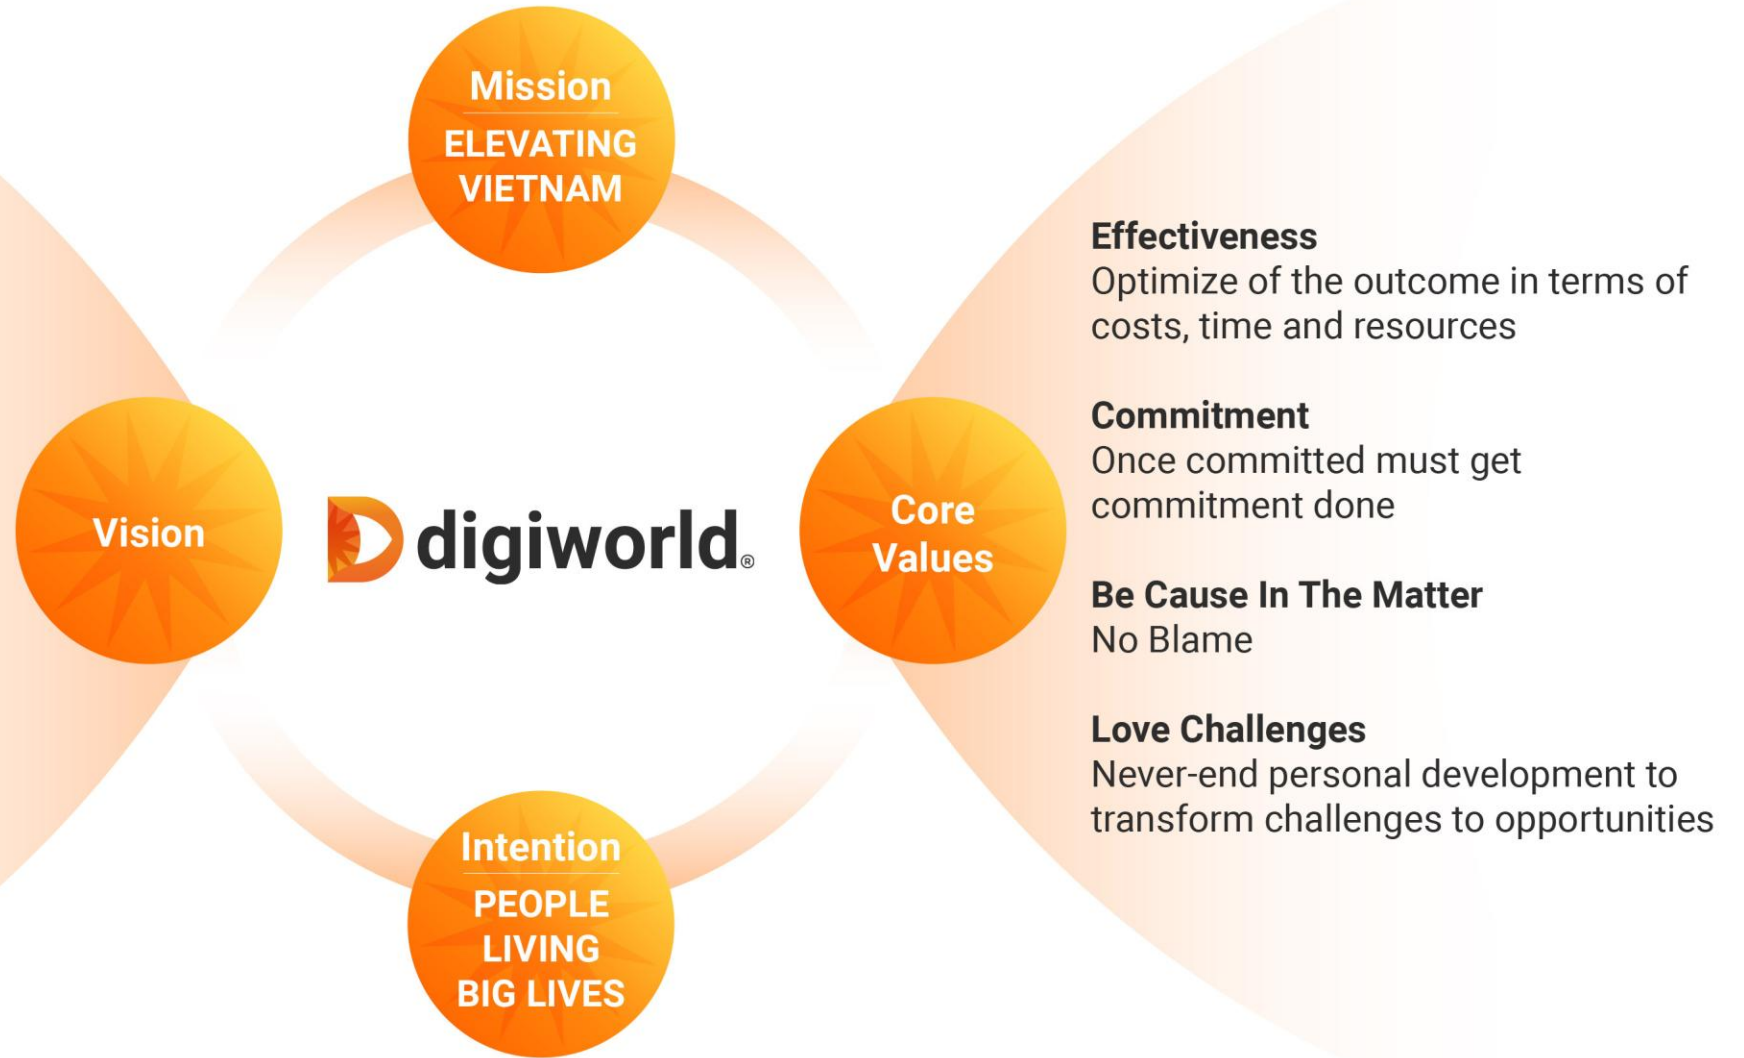 Mission
ELEVATING
VIETNAM
Vision
digiworld®
Core
Values
Intention
PEOPLE
LIVING
BIG LIVES
Effectiveness
Optimize of the outcome in terms of
costs, time and resources
Commitment
Once committed must get
commitment done
Be Cause In The Matter
No Blame
Love Challenges
Never-end personal development to
transform challenges to opportunities